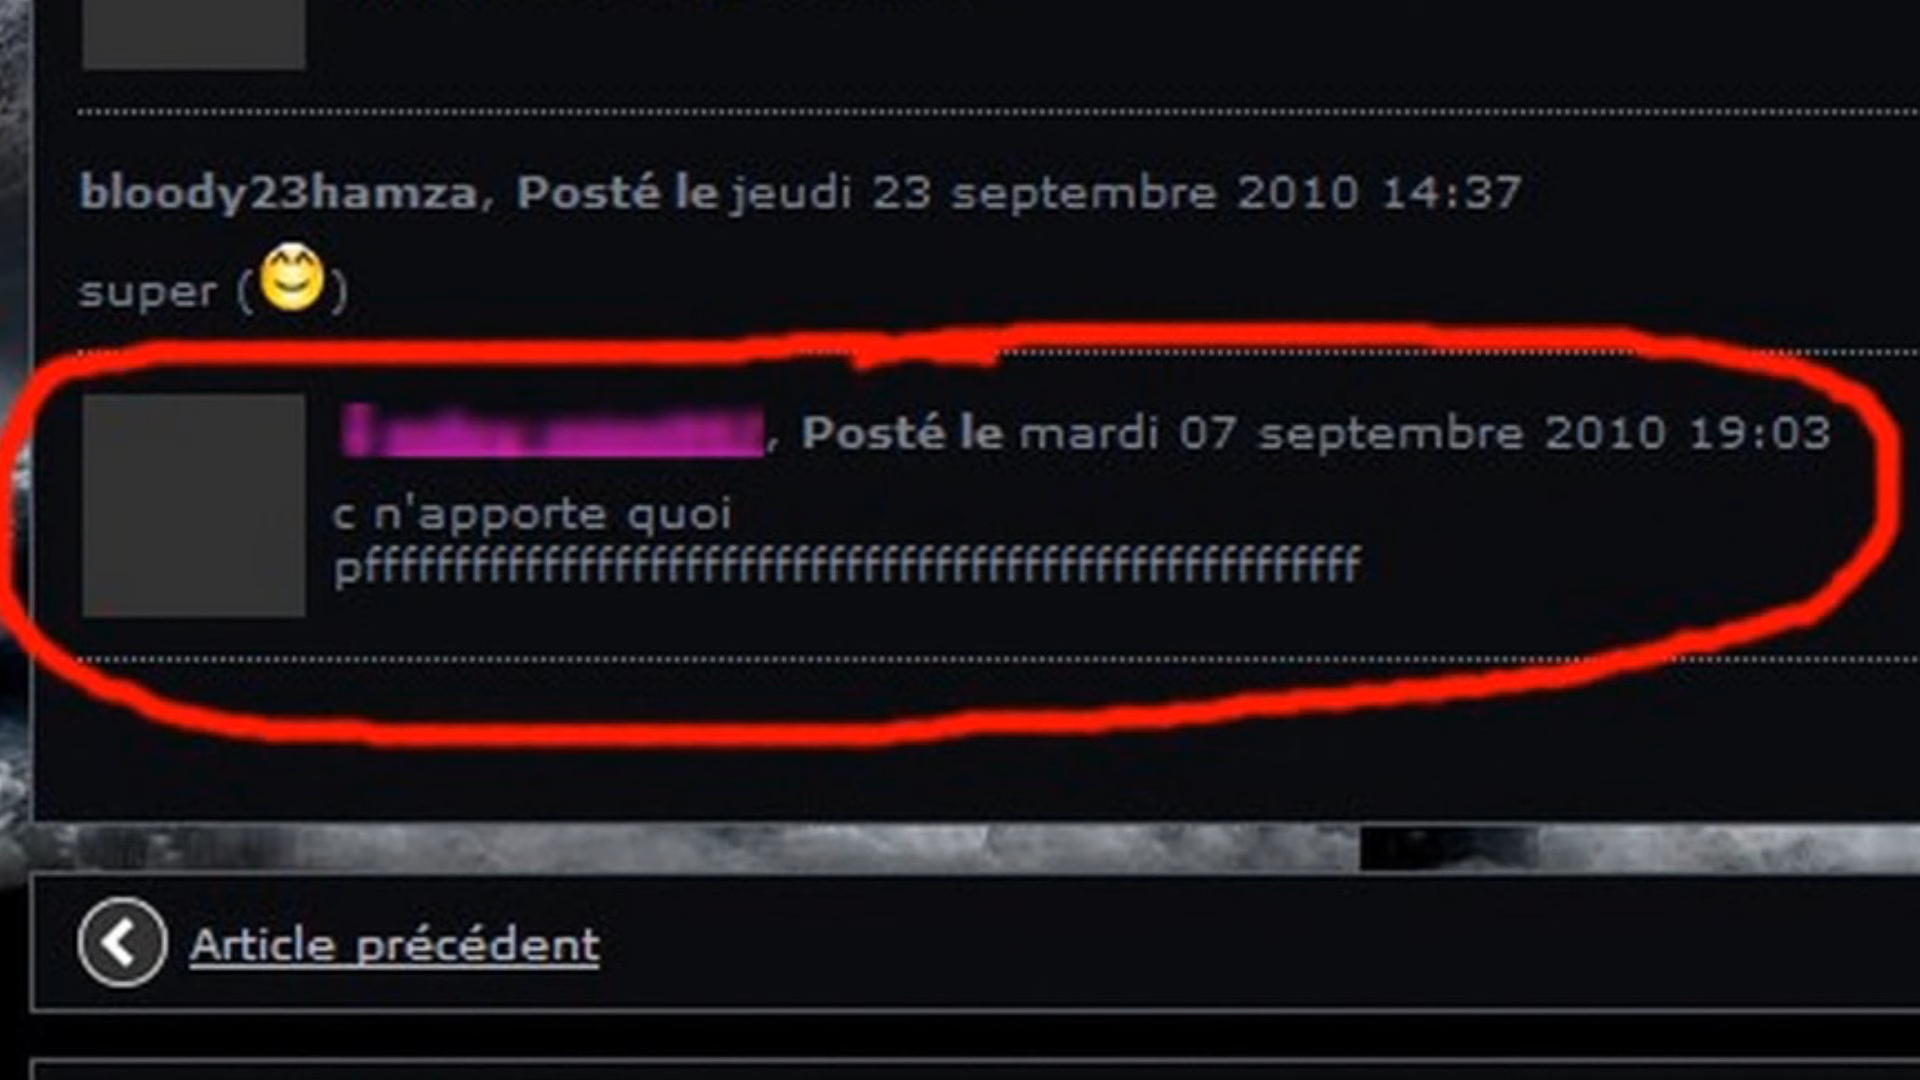 bloody23hamza, Posté le jeudi 23 septembre 2010 14:37
super (😊)
, Posté le mardi 07 septembre 2010 19:03
c n'apporte quoi
pffffffffffffffffffffffffffffffffffffffffffffffffffffffff
Article précédent